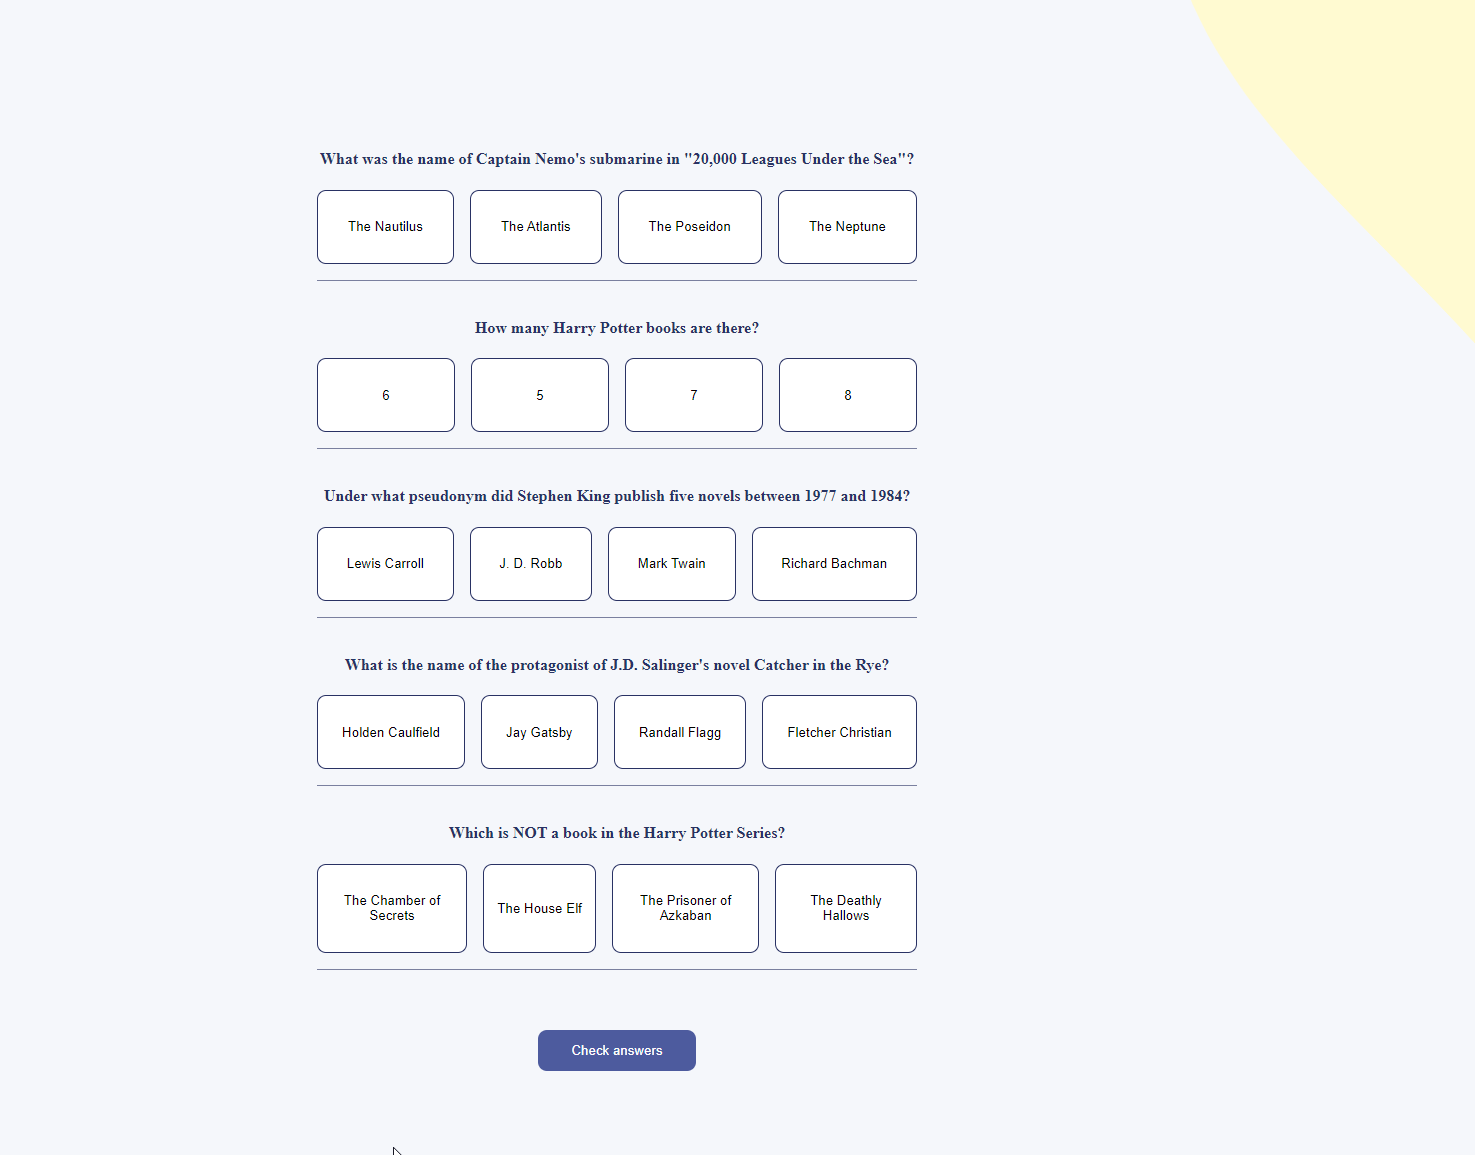 What was the name of Captain Nemo's submarine in "20,000 Leagues Under the Sea"?
The Nautilus
The Atlantis
The Poseidon
The Neptune
How many Harry Potter books are there?
6
5
7
8
Under what pseudonym did Stephen King publish five novels between 1977 and 1984?
Lewis Carroll
J. D. Robb
Mark Twain
Richard Bachman
What is the name of the protagonist of J.D. Salinger's novel Catcher in the Rye?
Holden Caulfield
Jay Gatsby
Randall Flagg
Fletcher Christian
Which is NOT a book in the Harry Potter Series?
The Chamber of
Secrets
The House Elf
The Prisoner of
Azkaban
The Deathly
Hallows
Check answers